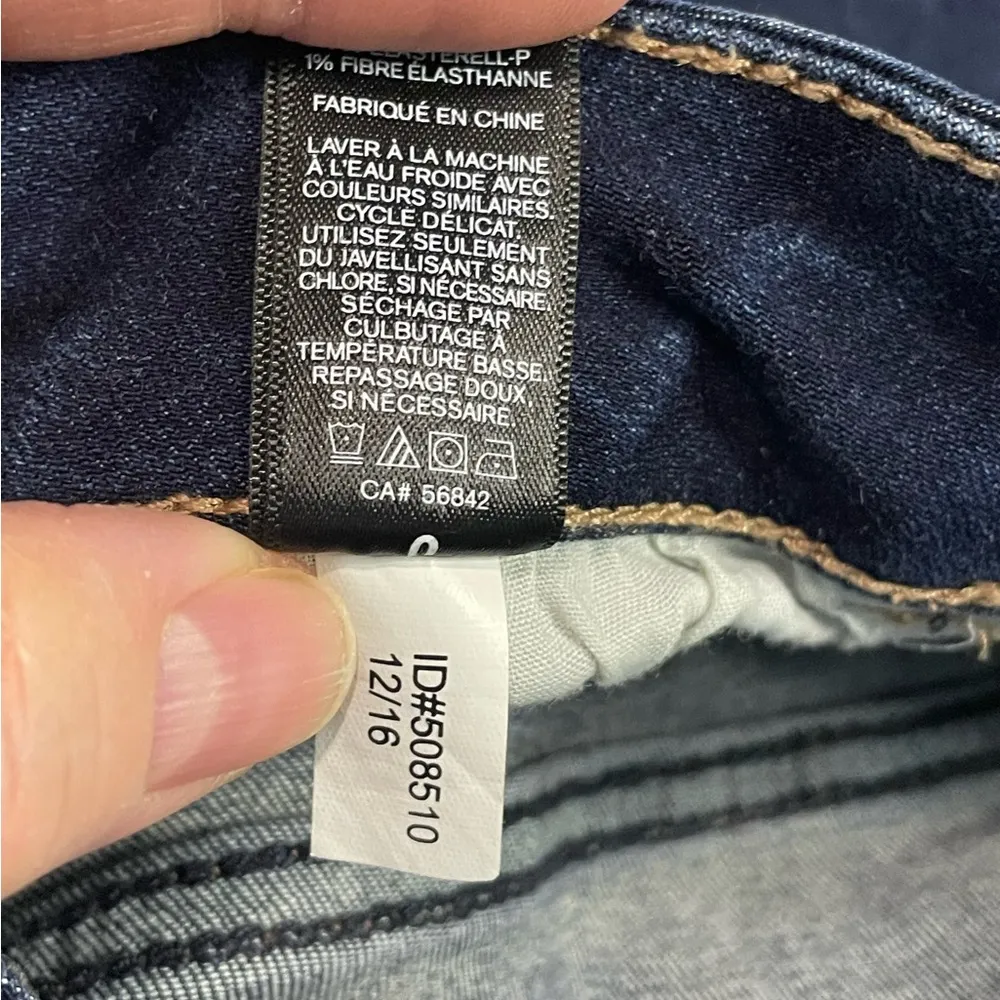 1% FIBRE ÉLASTHANNE
FABRIQUÉ EN CHINE
LAVER À LA MACHINE
À L'EAU FROIDE AVEC
COULEURS SIMILAIRES.
CYCLE DÉLICAT.
UTILISEZ SEULEMENT
DU JAVELLISANT SANS
CHLORE, SI NÉCESSAIRE.
SÉCHAGE PAR
CULBUTAGE À
TEMPÉRATURE BASSE.
REPASSAGE DOUX
SI NÉCESSAIRE
CA# 56842
ID#508510
12/16